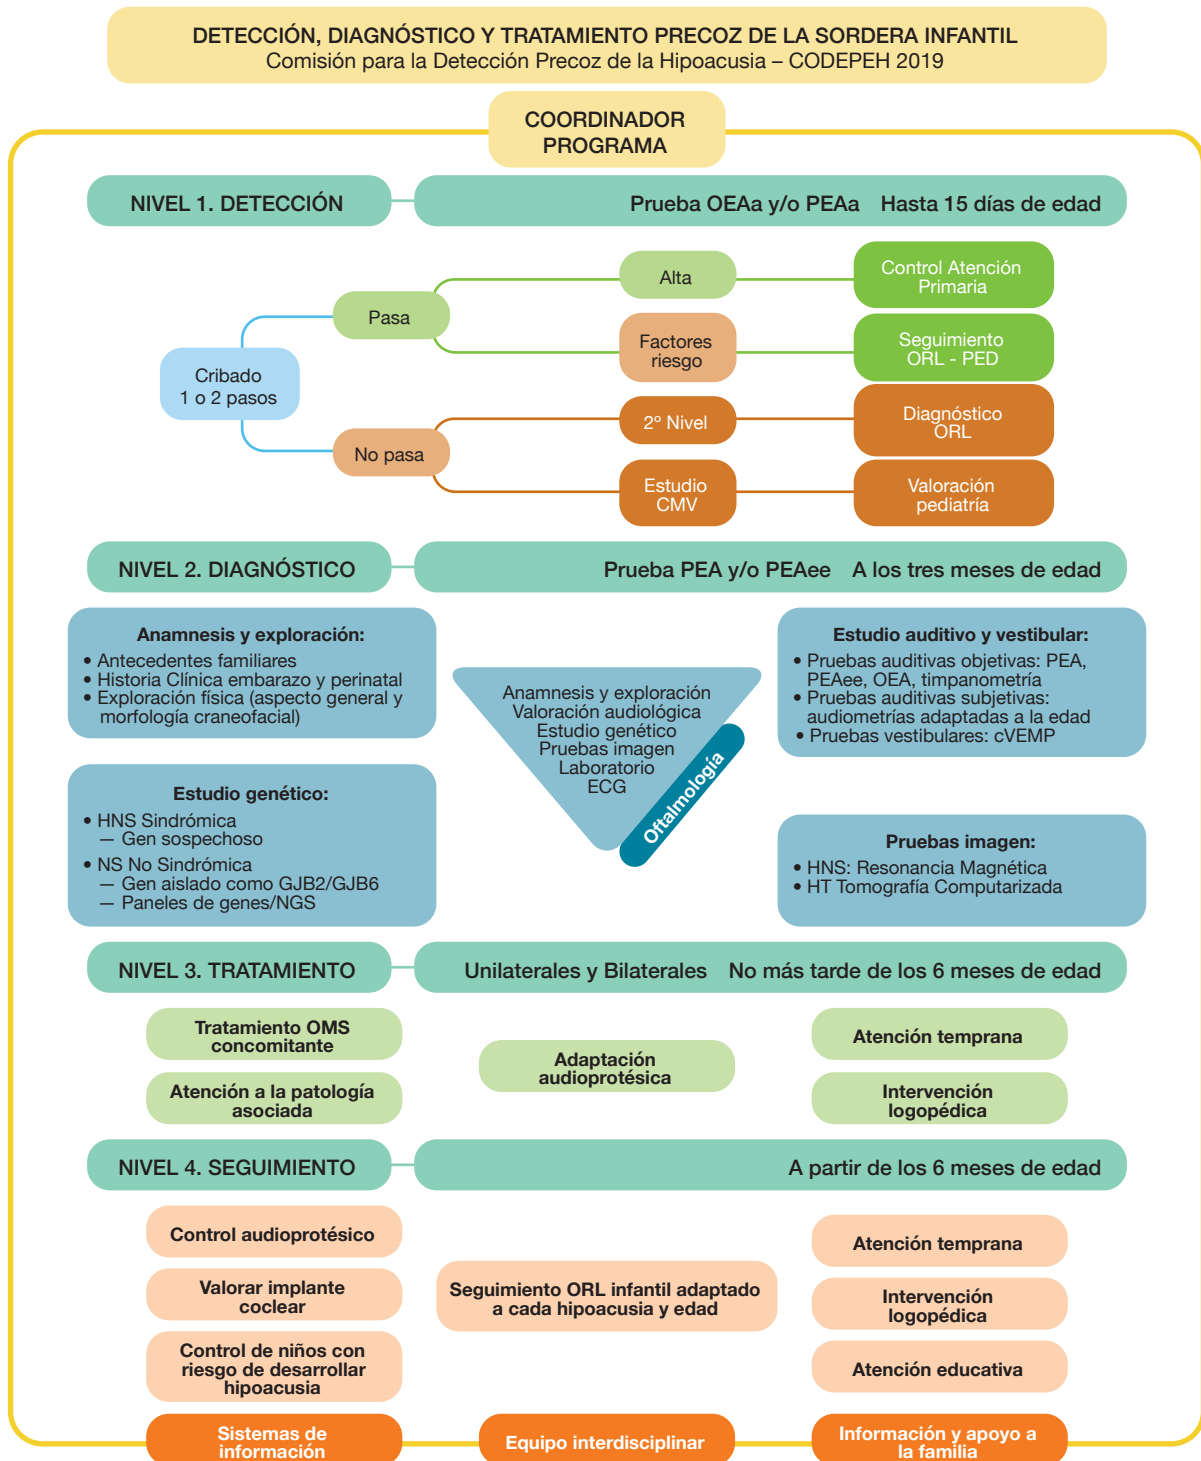 DETECCIÓN, DIAGNÓSTICO Y TRATAMIENTO PRECOZ DE LA SORDERA INFANTIL
Comisión para la Detección Precoz de la Hipoacusia – CODEPEH 2019
COORDINADOR
PROGRAMA
NIVEL 1. DETECCIÓN
Prueba OEAa y/o PEAa Hasta 15 días de edad
Cribado
1 o 2 pasos
Pasa
Alta
Control Atención
Primaria
Factores
riesgo
Seguimiento
ORL - PED
No pasa
2º Nivel
Diagnóstico
ORL
Estudio
CMV
Valoración
pediatría
NIVEL 2. DIAGNÓSTICO
Prueba PEA y/o PEAee A los tres meses de edad
Anamnesis y exploración:
• Antecedentes familiares
• Historia Clínica embarazo y perinatal
• Exploración física (aspecto general y
morfología craneofacial)
Estudio genético:
• HNS Sindrómica
— Gen sospechoso
• NS No Sindrómica
— Gen aislado como GJB2/GJB6
— Paneles de genes/NGS
Anamnesis y exploración
Valoración audiológica
Estudio genético
Pruebas imagen
Laboratorio
ECG
Oftalmología
Estudio auditivo y vestibular:
• Pruebas auditivas objetivas: PEA,
PEAee, OEA, timpanometría
• Pruebas auditivas subjetivas:
audiometrías adaptadas a la edad
• Pruebas vestibulares: cVEMP
Pruebas imagen:
• HNS: Resonancia Magnética
• HT Tomografía Computarizada
NIVEL 3. TRATAMIENTO
Unilaterales y Bilaterales No más tarde de los 6 meses de edad
Tratamiento OMS
concomitante
Atención a la patología
asociada
Adaptación
audioprotésica
Atención temprana
Intervención
logopédica
NIVEL 4. SEGUIMIENTO
A partir de los 6 meses de edad
Control audioprotésico
Valorar implante
coclear
Control de niños con
riesgo de desarrollar
hipoacusia
Seguimiento ORL infantil adaptado
a cada hipoacusia y edad
Atención temprana
Intervención
logopédica
Atención educativa
Sistemas de
información
Equipo interdisciplinar
Información y apoyo a
la familia